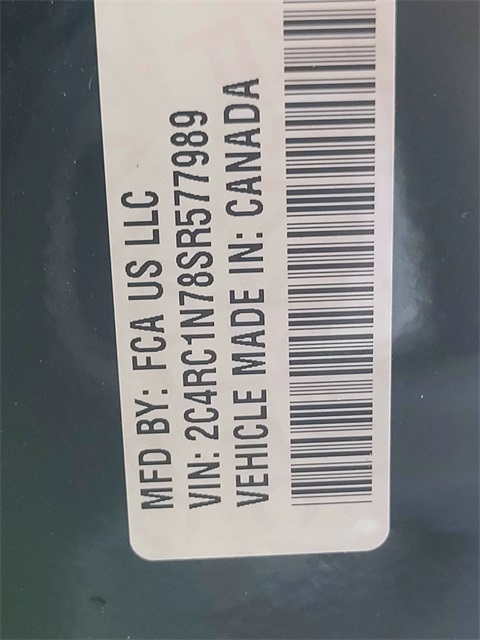 MFD BY: FCA US LLC
VIN: 2C4RC1N78SR577989
VEHICLE MADE IN: CANADA